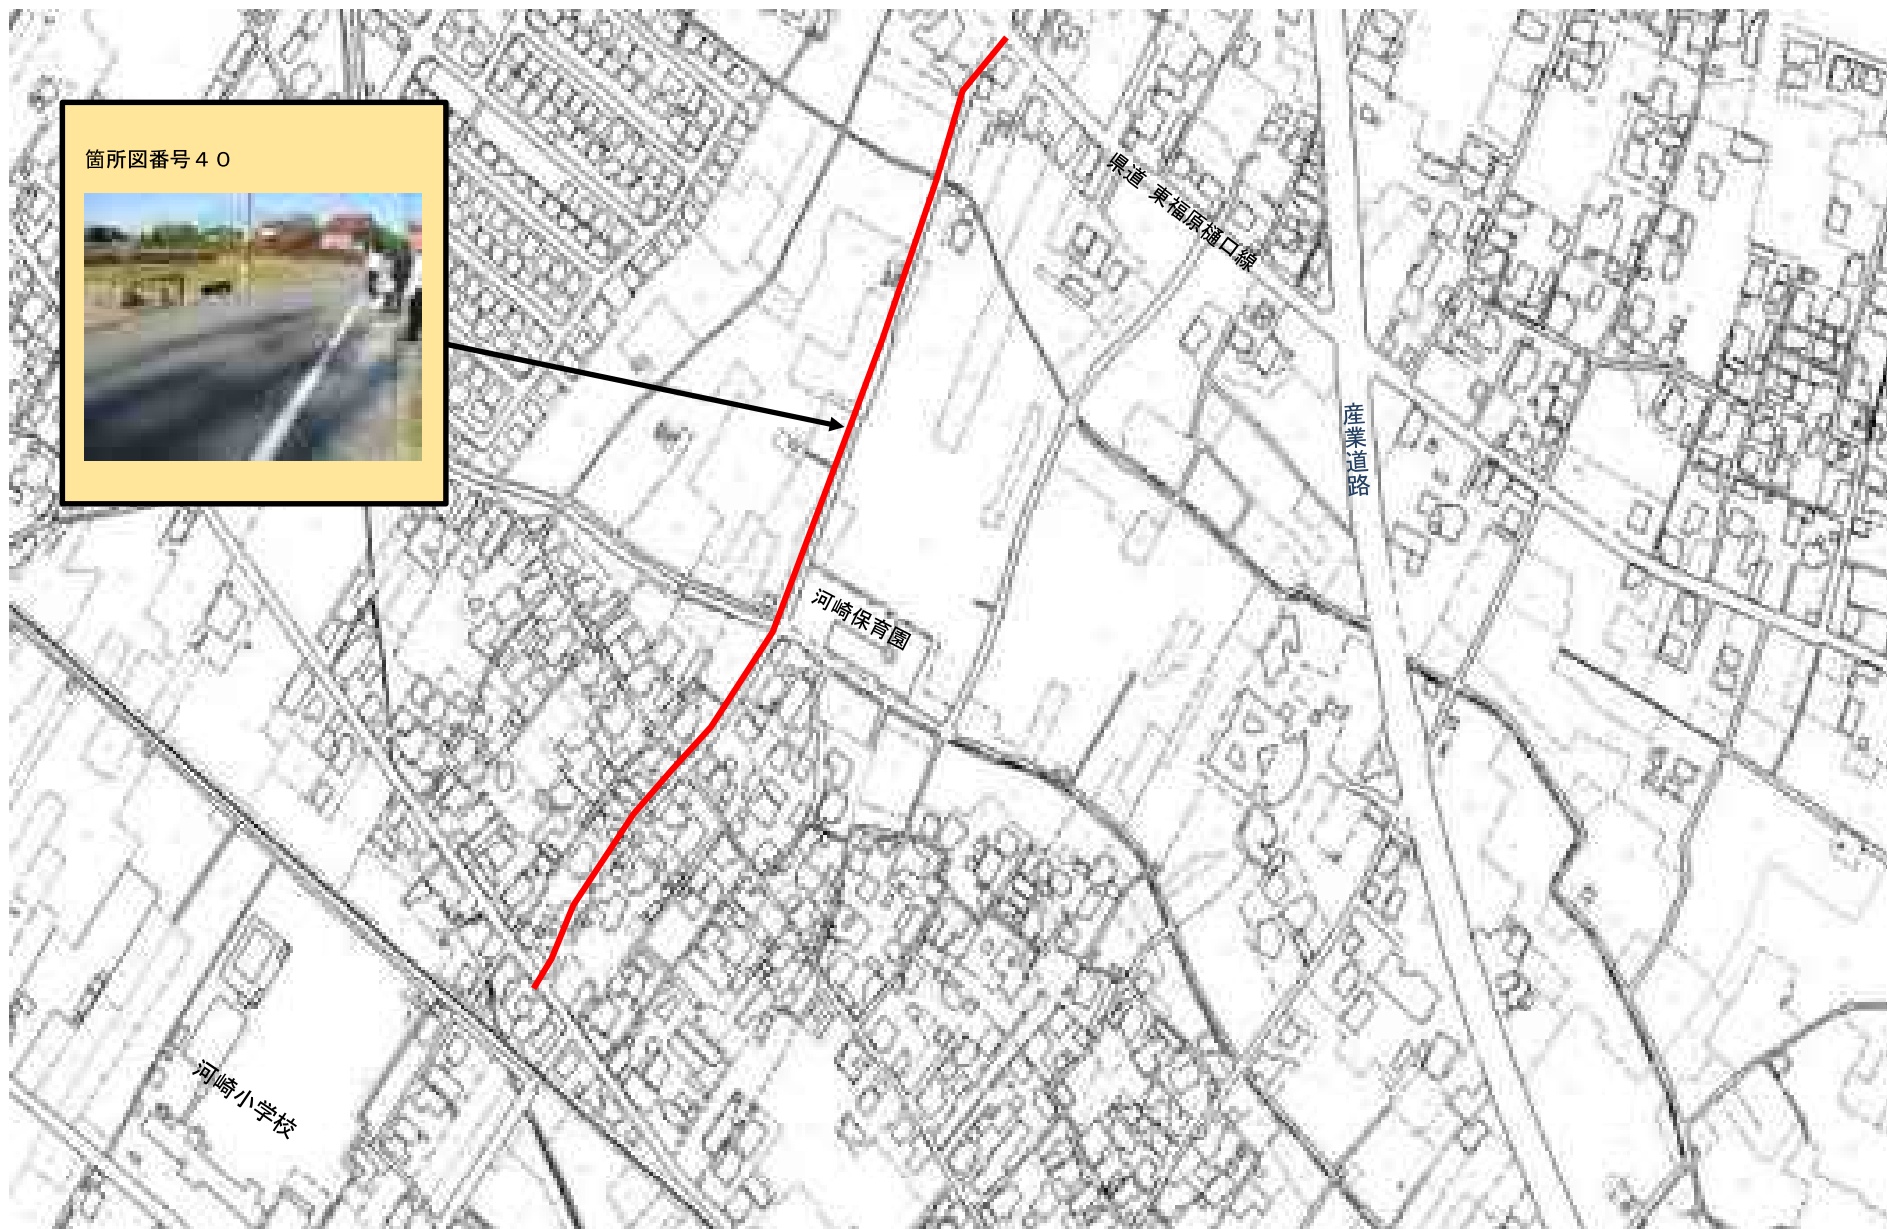 箇所図番号４０
県道 東福原樋口線
産業道路
河崎保育園
河崎小学校